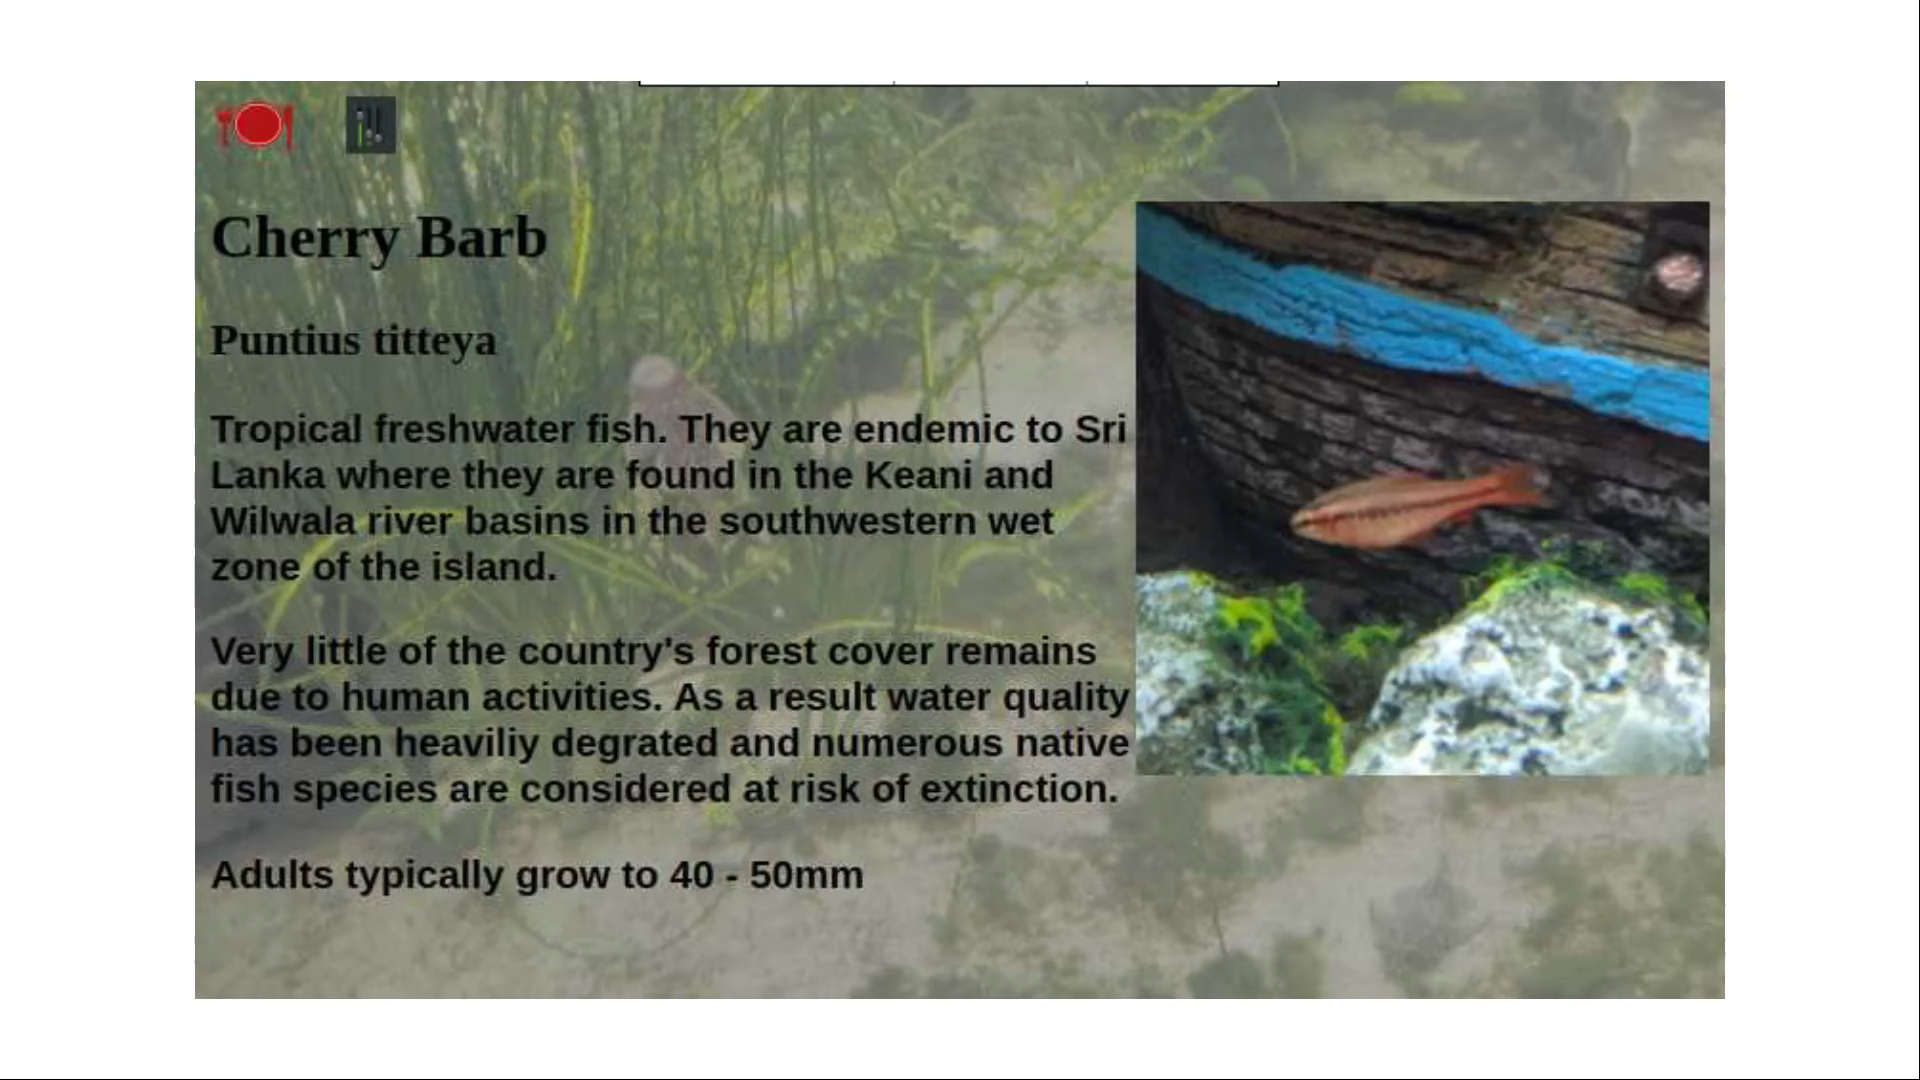 Cherry Barb
Puntius titteya
Tropical freshwater fish. They are endemic to Sri
Lanka where they are found in the Keani and
Wilwala river basins in the southwestern wet
zone of the island.
Very little of the country's forest cover remains
due to human activities. As a result water quality
has been heaviliy degrated and numerous native
fish species are considered at risk of extinction.
Adults typically grow to 40 - 50mm